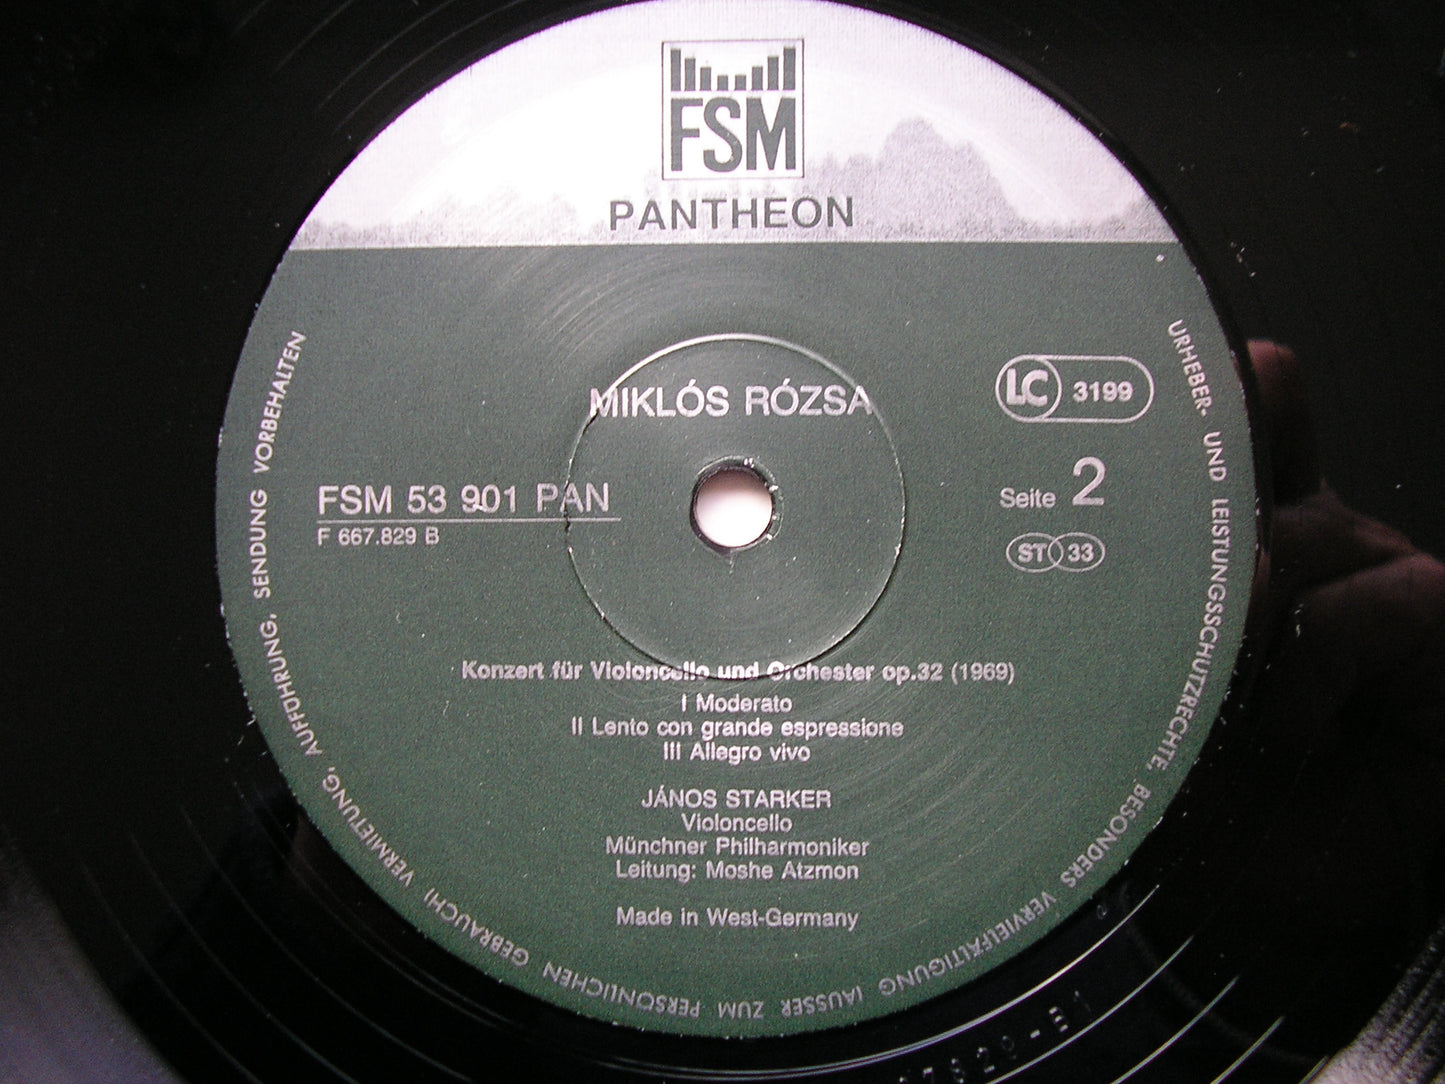 FSM
PANTHEON
MIKLÓS RÓZSA
LC 3199
FSM 53 901 PAN
F 667.829 B
Seite 2
ST 33
Konzert für Violoncello und Orchester op.32 (1969)
I Moderato
II Lento con grande espressione
III Allegro vivo
JÁNOS STARKER
Violoncello
Münchner Philharmoniker
Leitung: Moshe Atzmon
Made in West-Germany
URHEBER- UND LEISTUNGSSCHUTZRECHTE, BESONDERS VERVIELFÄLTIGUNG (AUSSER ZUM PERSÖNLICHEN GEBRAUCH) VERMIETUNG, AUFFÜHRUNG, SENDUNG VORBEHALTEN
7829-B1